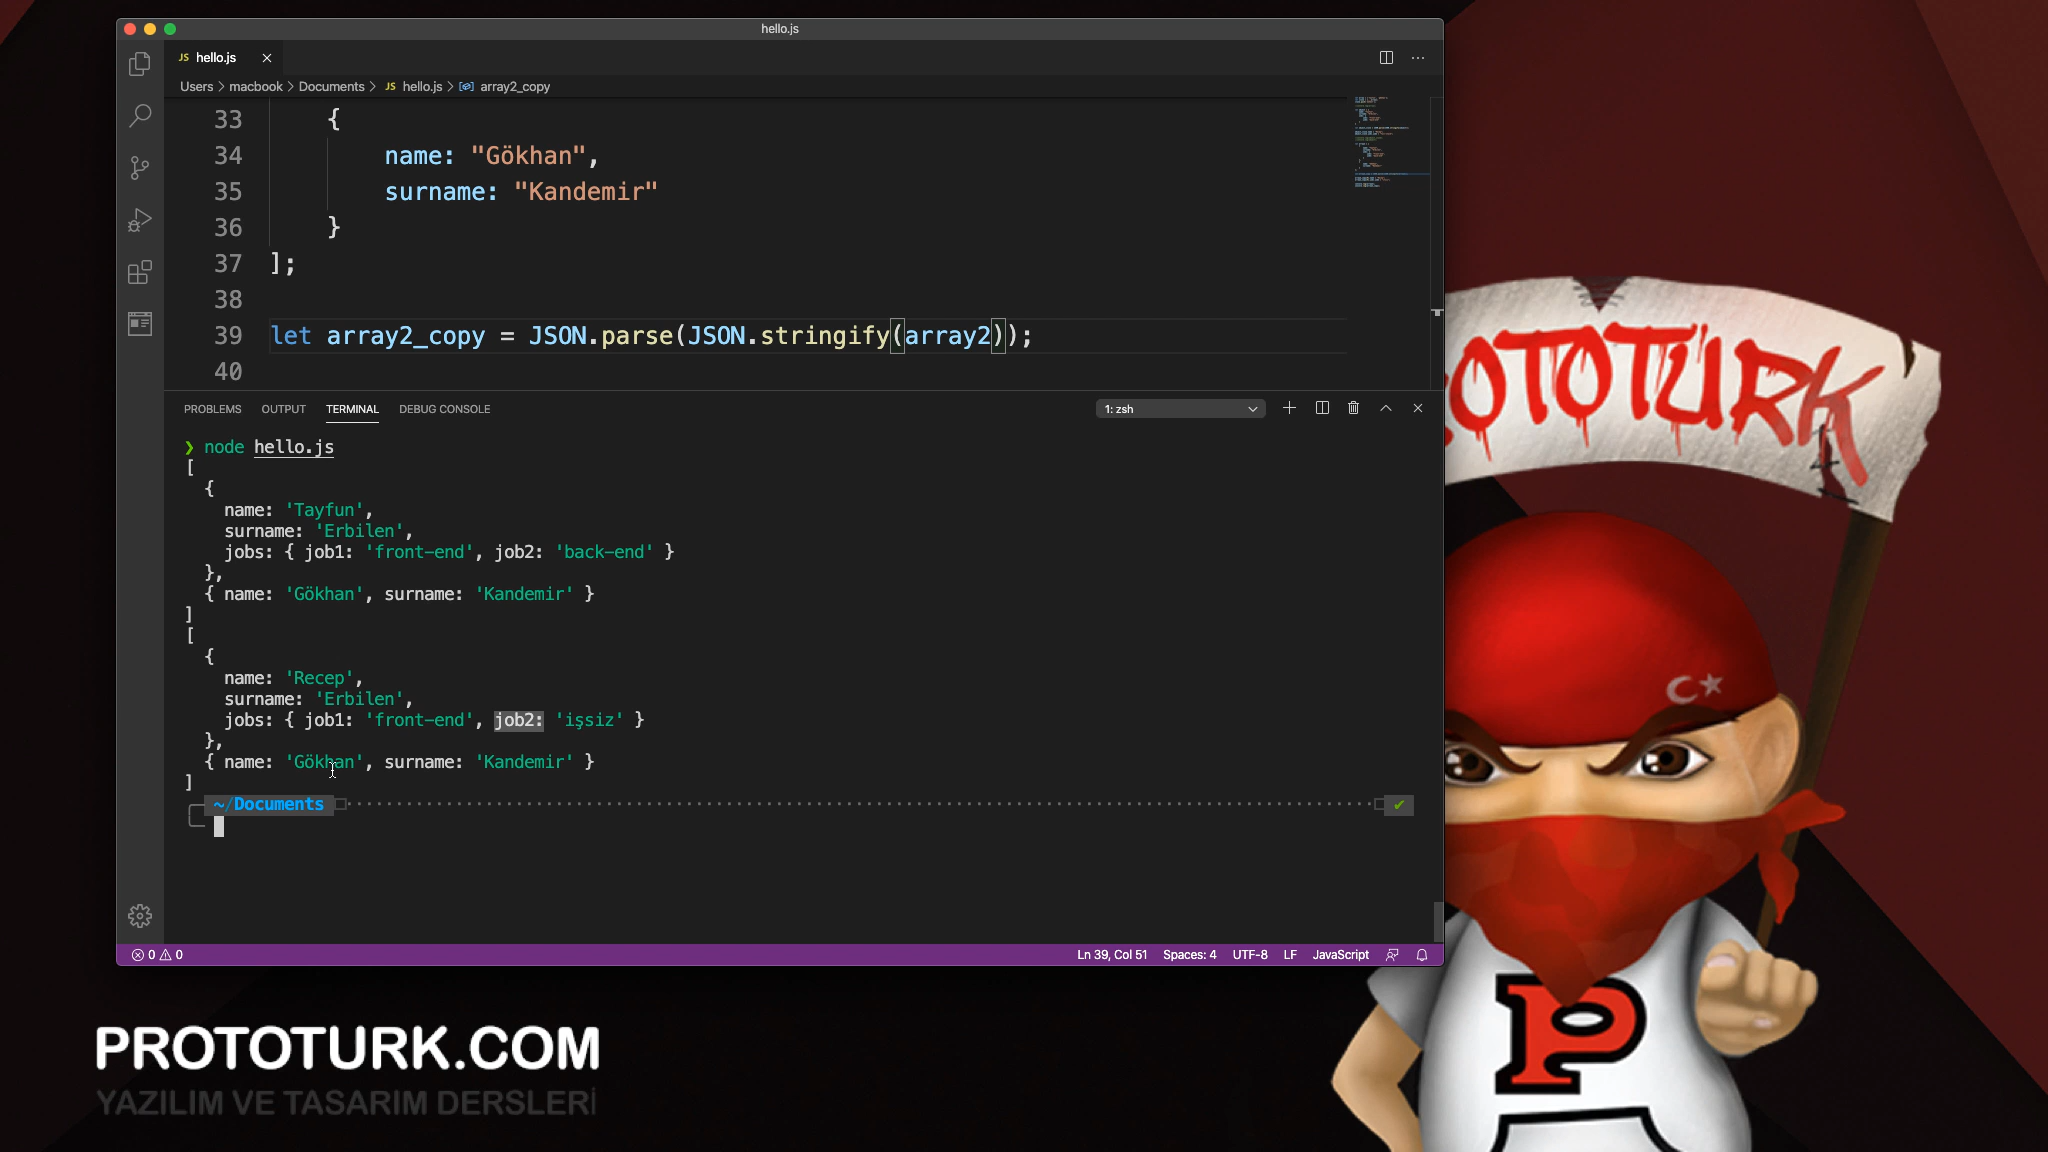 hello.js
JS hello.js
Users > macbook > Documents > JS hello.js > array2_copy
33 {
34 name: "Gökhan",
35 surname: "Kandemir"
36 }
37 ];
38
39 let array2_copy = JSON.parse(JSON.stringify(array2));
40
PROBLEMS OUTPUT TERMINAL DEBUG CONSOLE 1: zsh
❯ node hello.js
[
{
name: 'Tayfun',
surname: 'Erbilen',
jobs: { job1: 'front-end', job2: 'back-end' }
},
{ name: 'Gökhan', surname: 'Kandemir' }
]
[
{
name: 'Recep',
surname: 'Erbilen',
jobs: { job1: 'front-end', job2: 'işsiz' }
},
{ name: 'Gökhan', surname: 'Kandemir' }
]
~/Documents
0 0 Ln 39, Col 51 Spaces: 4 UTF-8 LF JavaScript
OTOTÜRK
P
PROTOTURK.COM
YAZILIM VE TASARIM DERSLERİ